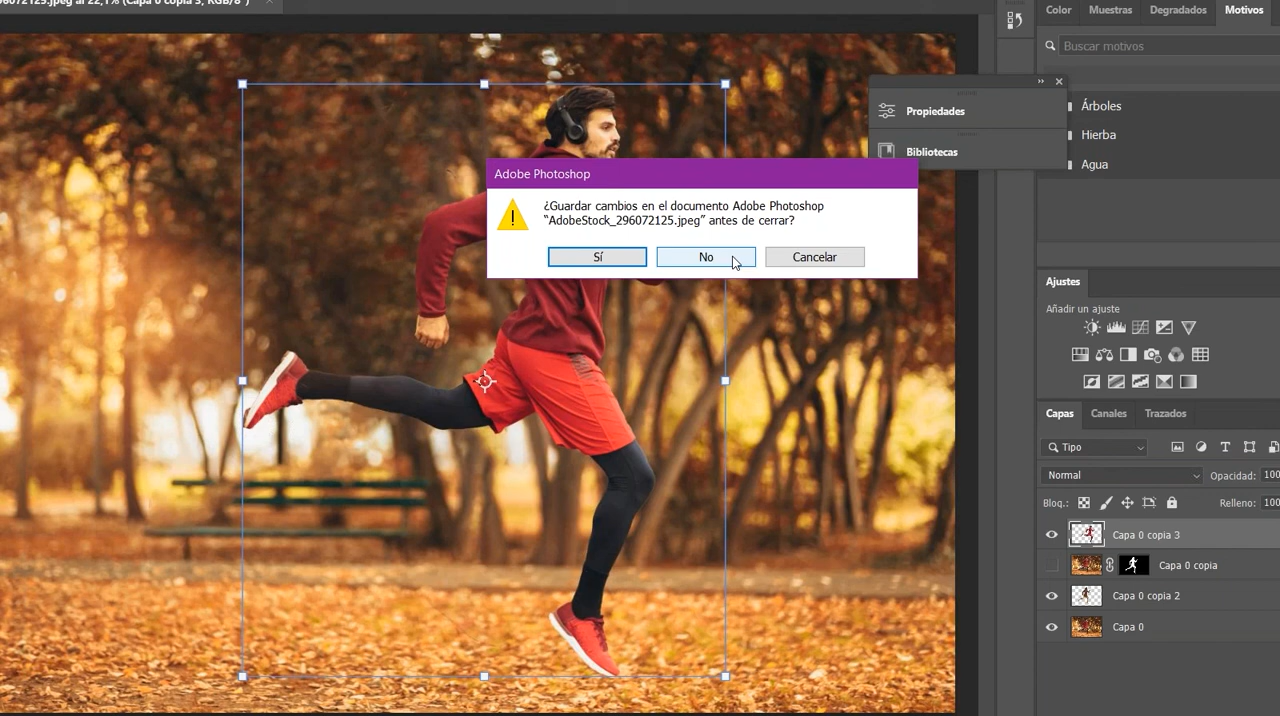 96072125.jpeg al 22,1% (Capa 0 copia 3, RGB/8*)
Color Muestras Degradados Motivos
Buscar motivos
Árboles
Hierba
Agua
Propiedades
Bibliotecas
Adobe Photoshop
¿Guardar cambios en el documento Adobe Photoshop
“AdobeStock_296072125.jpeg” antes de cerrar?
Sí No Cancelar
Ajustes
Añadir un ajuste
Capas Canales Trazados
Tipo
Normal Opacidad: 100
Bloq.: Relleno: 100
Capa 0 copia 3
Capa 0 copia
Capa 0 copia 2
Capa 0